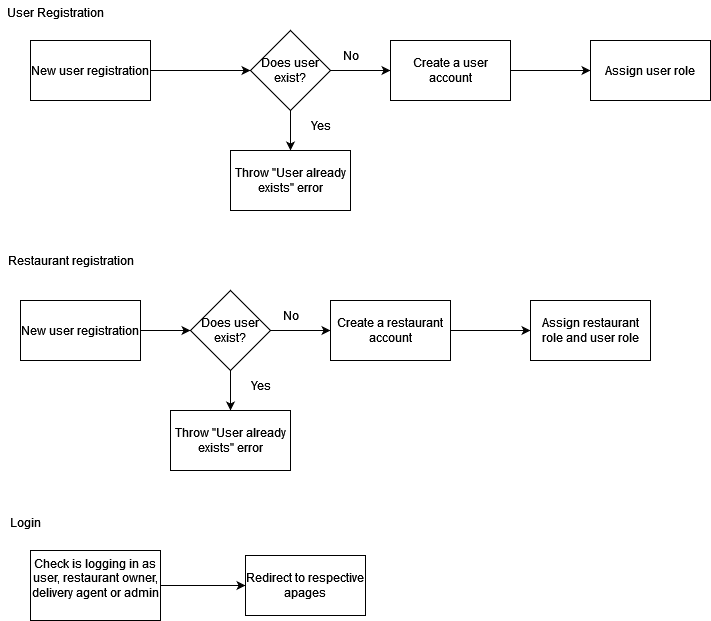 User Registration
New user registration
Does user
exist?
No
Create a user
account
Assign user role
Yes
Throw "User already
exists" error
Restaurant registration
New user registration
Does user
exist?
No
Create a restaurant
account
Assign restaurant
role and user role
Yes
Throw "User already
exists" error
Login
Check is logging in as
user, restaurant owner,
delivery agent or admin
Redirect to respective
apages